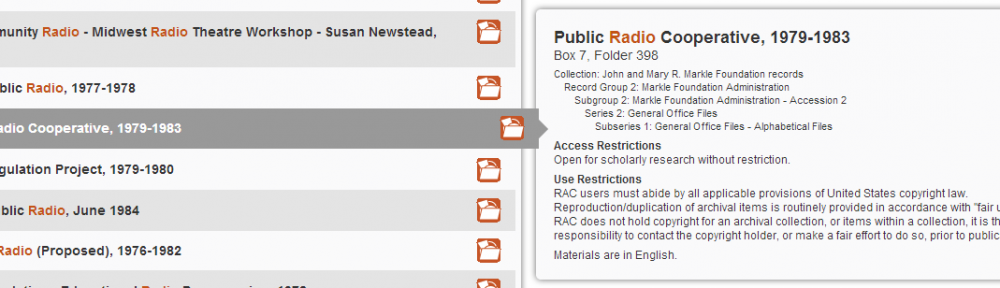 munity Radio - Midwest Radio Theatre Workshop - Susan Newstead,
blic Radio, 1977-1978
adio Cooperative, 1979-1983
gulation Project, 1979-1980
blic Radio, June 1984
Radio (Proposed), 1976-1982
Radio
Public Radio Cooperative, 1979-1983
Box 7, Folder 398
Collection: John and Mary R. Markle Foundation records
Record Group 2: Markle Foundation Administration
Subgroup 2: Markle Foundation Administration - Accession 2
Series 2: General Office Files
Subseries 1: General Office Files - Alphabetical Files
Access Restrictions
Open for scholarly research without restriction.
Use Restrictions
RAC users must abide by all applicable provisions of United States copyright law.
Reproduction/duplication of archival items is routinely provided in accordance with "fair u
RAC does not hold copyright for an archival collection, or items within a collection, it is th
responsibility to contact the copyright holder, or make a fair effort to do so, prior to public
Materials are in English.